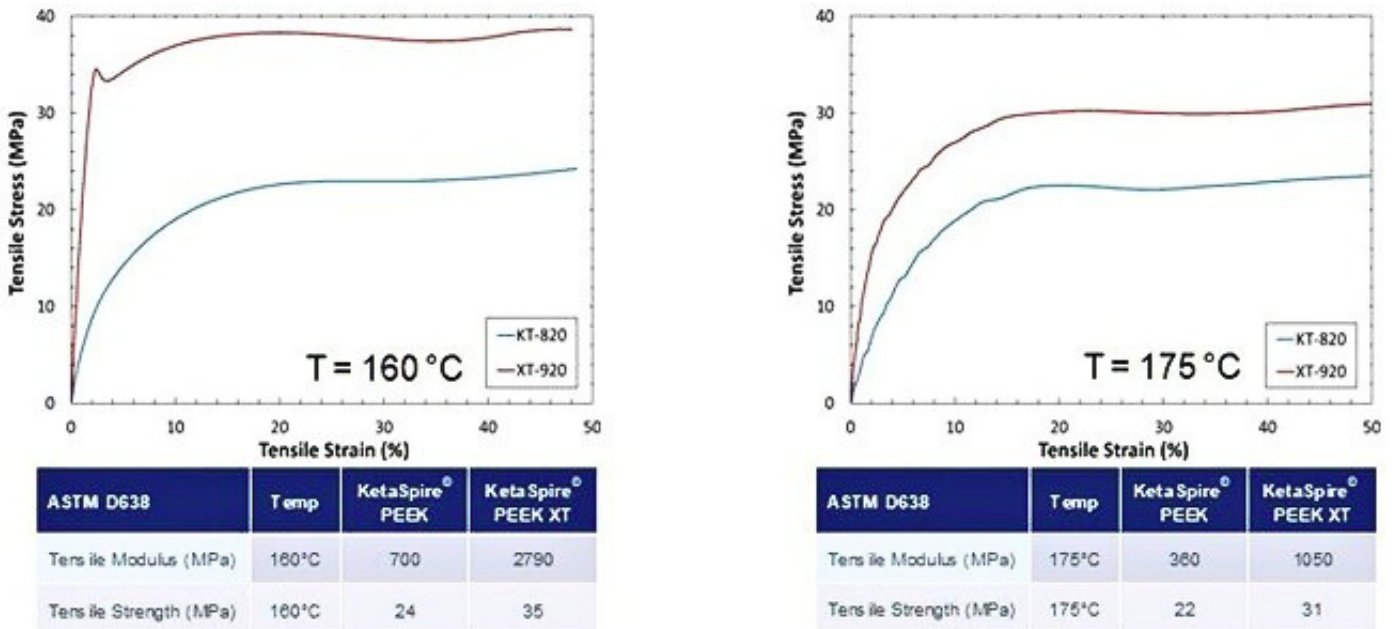 40
30
20
10
0
Tensile Stress (MPa)
T = 160 °C
KT-820
XT-920
0 10 20 30 40 50
Tensile Strain (%)
ASTM D638 Temp KetaSpire© PEEK KetaSpire© PEEK XT
Tensile Modulus (MPa) 160°C 700 2790
Tensile Strength (MPa) 160°C 24 35
40
30
20
10
0
Tensile Stress (MPa)
T = 175 °C
KT-820
XT-920
0 10 20 30 40 50
Tensile Strain (%)
ASTM D638 Temp KetaSpire© PEEK KetaSpire© PEEK XT
Tensile Modulus (MPa) 175°C 360 1050
Tensile Strength (MPa) 175°C 22 31